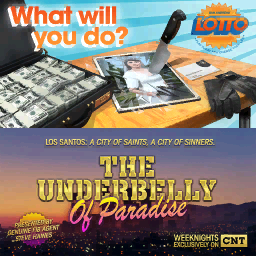 What will
you do?
LOTTO
LOS SANTOS: A CITY OF SAINTS. A CITY OF SINNERS.
THE
UNDERBELLY
Of Paradise
PRESENTED BY
GENUINE FIB AGENT
STEVE HAINES
WEEKNIGHTS
EXCLUSIVELY ON CNT